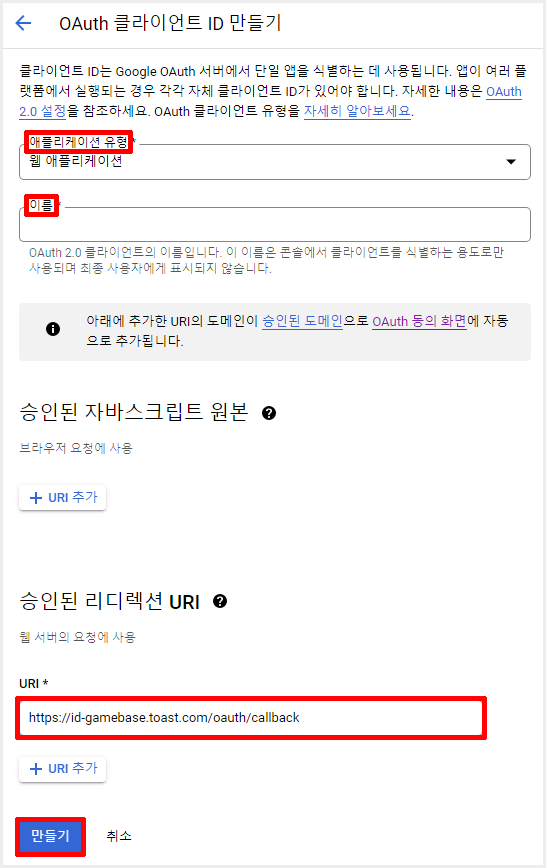 OAuth 클라이언트 ID 만들기
클라이언트 ID는 Google OAuth 서버에서 단일 앱을 식별하는 데 사용됩니다. 앱이 여러 플
랫폼에서 실행되는 경우 각각 자체 클라이언트 ID가 있어야 합니다. 자세한 내용은 OAuth
2.0 설정을 참조하세요. OAuth 클라이언트 유형을 자세히 알아보세요.
애플리케이션 유형 *
웹 애플리케이션
이름 *
OAuth 2.0 클라이언트의 이름입니다. 이 이름은 콘솔에서 클라이언트를 식별하는 용도로만
사용되며 최종 사용자에게 표시되지 않습니다.
아래에 추가한 URI의 도메인이 승인된 도메인으로 OAuth 동의 화면에 자동
으로 추가됩니다.
승인된 자바스크립트 원본
브라우저 요청에 사용
+ URI 추가
승인된 리디렉션 URI
웹 서버의 요청에 사용
URI *
https://id-gamebase.toast.com/oauth/callback
+ URI 추가
만들기 취소